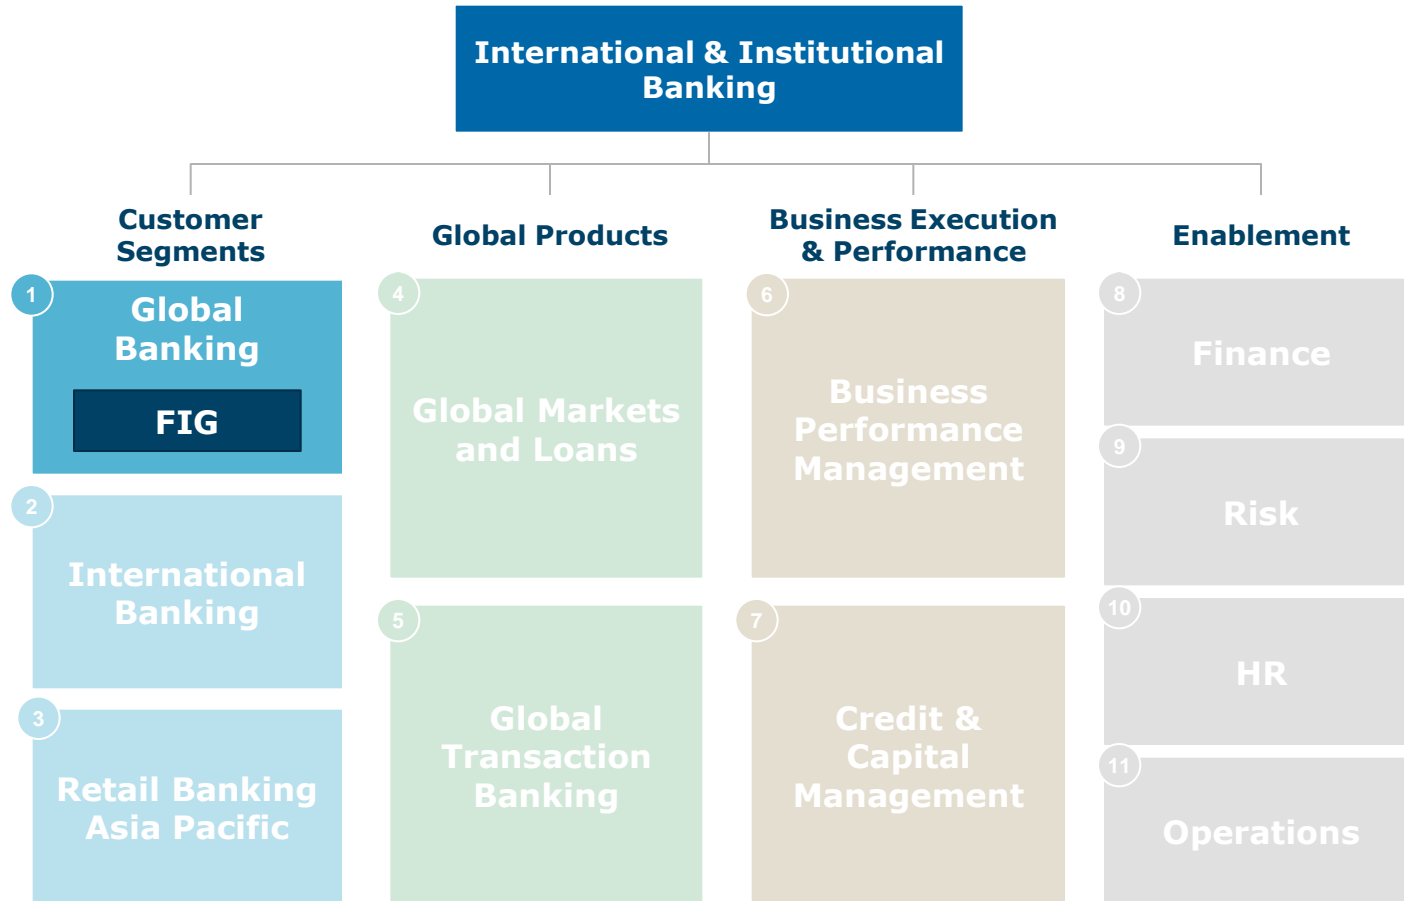 International & Institutional
Banking
Customer
Segments
Global Products
Business Execution
& Performance
Enablement
1
Global
Banking
FIG
2
International
Banking
3
Retail Banking
Asia Pacific
4
Global Markets
and Loans
5
Global
Transaction
Banking
6
Business
Performance
Management
7
Credit &
Capital
Management
8
Finance
9
Risk
10
HR
11
Operations